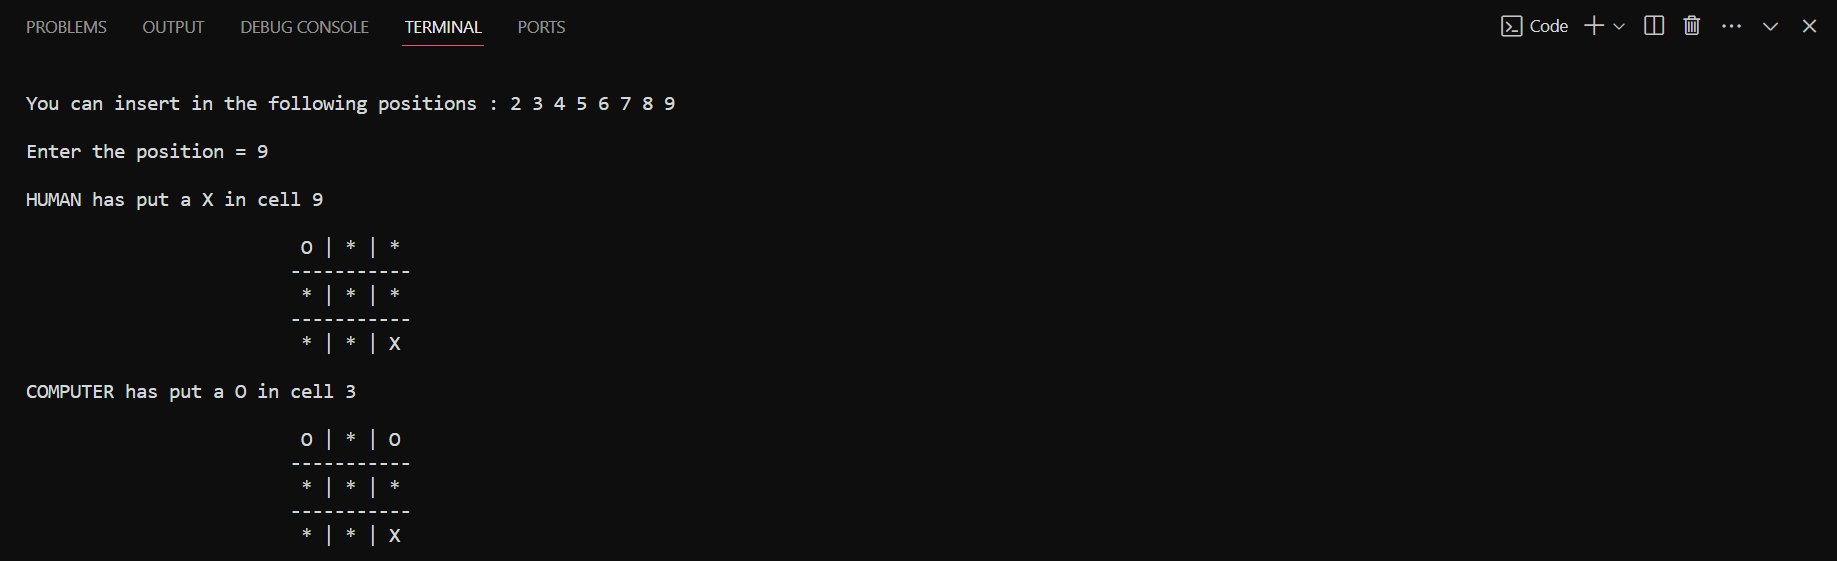 PROBLEMS OUTPUT DEBUG CONSOLE TERMINAL PORTS Code
You can insert in the following positions : 2 3 4 5 6 7 8 9
Enter the position = 9
HUMAN has put a X in cell 9
O | * | *
-----------
* | * | *
-----------
* | * | X
COMPUTER has put a O in cell 3
O | * | O
-----------
* | * | *
-----------
* | * | X